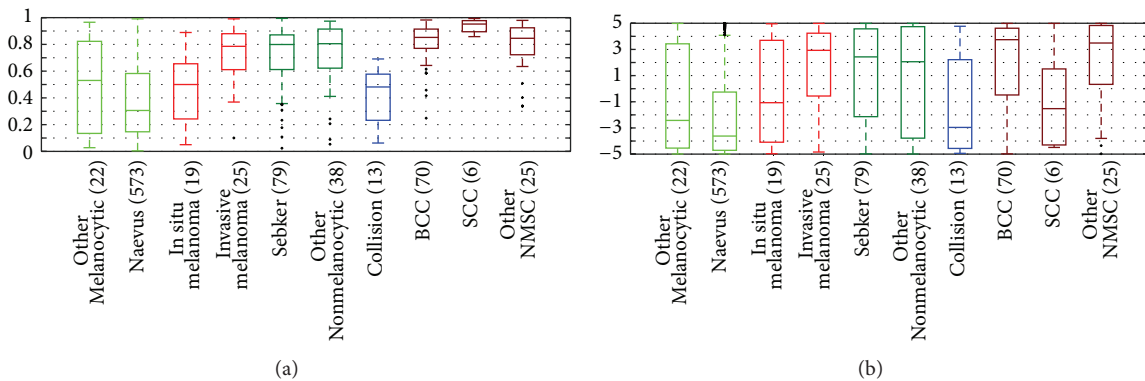 1
0.8
0.6
0.4
0.2
0
Other
Melanocytic (22)
Naevus (573)
In situ
melanoma (19)
Invasive
melanoma (25)
Sebker (79)
Other
Nonmelanocytic (38)
Collision (13)
BCC (70)
SCC (6)
Other
NMSC (25)
(a)
5
3
1
−1
−3
−5
Other
Melanocytic (22)
Naevus (573)
In situ
melanoma (19)
Invasive
melanoma (25)
Sebker (79)
Other
Nonmelanocytic (38)
Collision (13)
BCC (70)
SCC (6)
Other
NMSC (25)
(b)